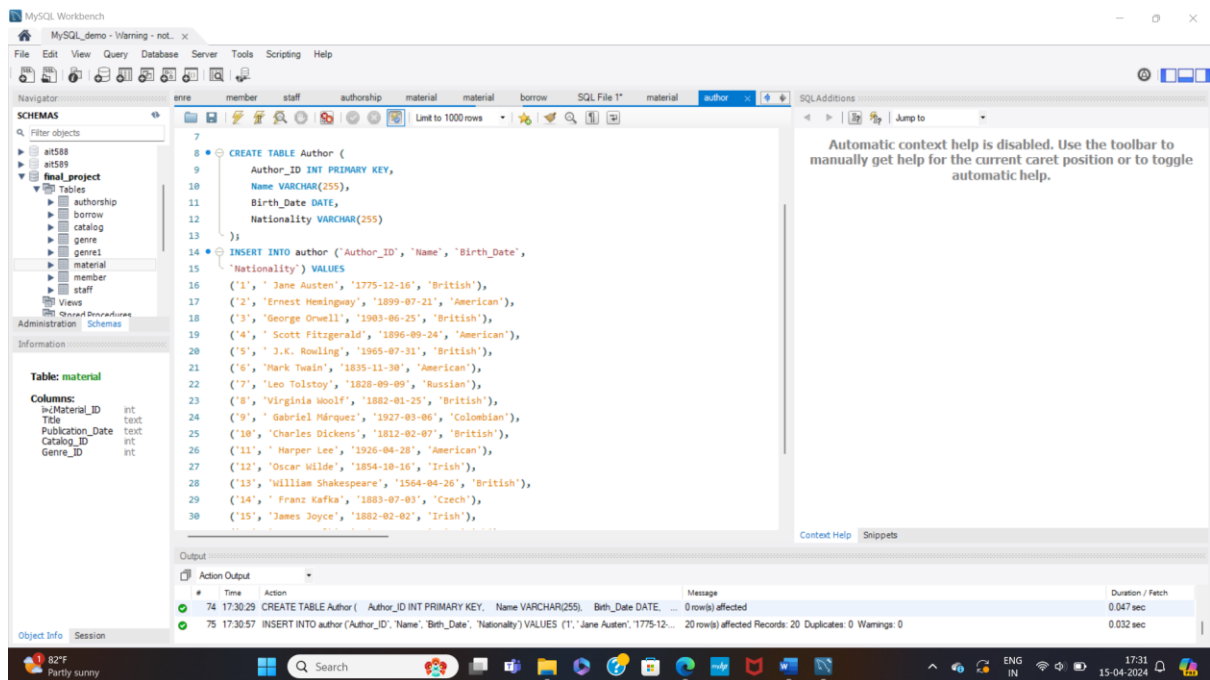 MySQL Workbench
MySQL_demo - Warning - not...
File Edit View Query Database Server Tools Scripting Help
Navigator
SCHEMAS
Filter objects
ait588
ait589
final_project
Tables
authorship
borrow
catalog
genre
genre1
material
member
staff
Views
Stored Procedures
Administration Schemas
Information
Table: material
Columns:
Material_ID int
Title text
Publication_Date text
Catalog_ID int
Genre_ID int
Object Info Session
enre member staff authorship material material borrow SQL File 1* material author
Limit to 1000 rows
7
8 CREATE TABLE Author (
9 Author_ID INT PRIMARY KEY,
10 Name VARCHAR(255),
11 Birth_Date DATE,
12 Nationality VARCHAR(255)
13 );
14 INSERT INTO author (`Author_ID`, `Name`, `Birth_Date`,
15 `Nationality`) VALUES
16 ('1', ' Jane Austen', '1775-12-16', 'British'),
17 ('2', 'Ernest Hemingway', '1899-07-21', 'American'),
18 ('3', 'George Orwell', '1903-06-25', 'British'),
19 ('4', ' Scott Fitzgerald', '1896-09-24', 'American'),
20 ('5', ' J.K. Rowling', '1965-07-31', 'British'),
21 ('6', 'Mark Twain', '1835-11-30', 'American'),
22 ('7', 'Leo Tolstoy', '1828-09-09', 'Russian'),
23 ('8', 'Virginia Woolf', '1882-01-25', 'British'),
24 ('9', ' Gabriel Márquez', '1927-03-06', 'Colombian'),
25 ('10', 'Charles Dickens', '1812-02-07', 'British'),
26 ('11', ' Harper Lee', '1926-04-28', 'American'),
27 ('12', 'Oscar Wilde', '1854-10-16', 'Irish'),
28 ('13', 'William Shakespeare', '1564-04-26', 'British'),
29 ('14', ' Franz Kafka', '1883-07-03', 'Czech'),
30 ('15', 'James Joyce', '1882-02-02', 'Irish'),
SQLAdditions
Jump to
Automatic context help is disabled. Use the toolbar to
manually get help for the current caret position or to toggle
automatic help.
Context Help Snippets
Output
Action Output
# Time Action Message Duration / Fetch
74 17:30:29 CREATE TABLE Author ( Author_ID INT PRIMARY KEY, Name VARCHAR(255), Birth_Date DATE, ... 0 row(s) affected 0.047 sec
75 17:30:57 INSERT INTO author (`Author_ID`, `Name`, `Birth_Date`, `Nationality`) VALUES ('1', ' Jane Austen', '1775-12-... 20 row(s) affected Records: 20 Duplicates: 0 Warnings: 0 0.032 sec
1
82°F
Partly sunny
Search
ENG
IN
17:31
15-04-2024